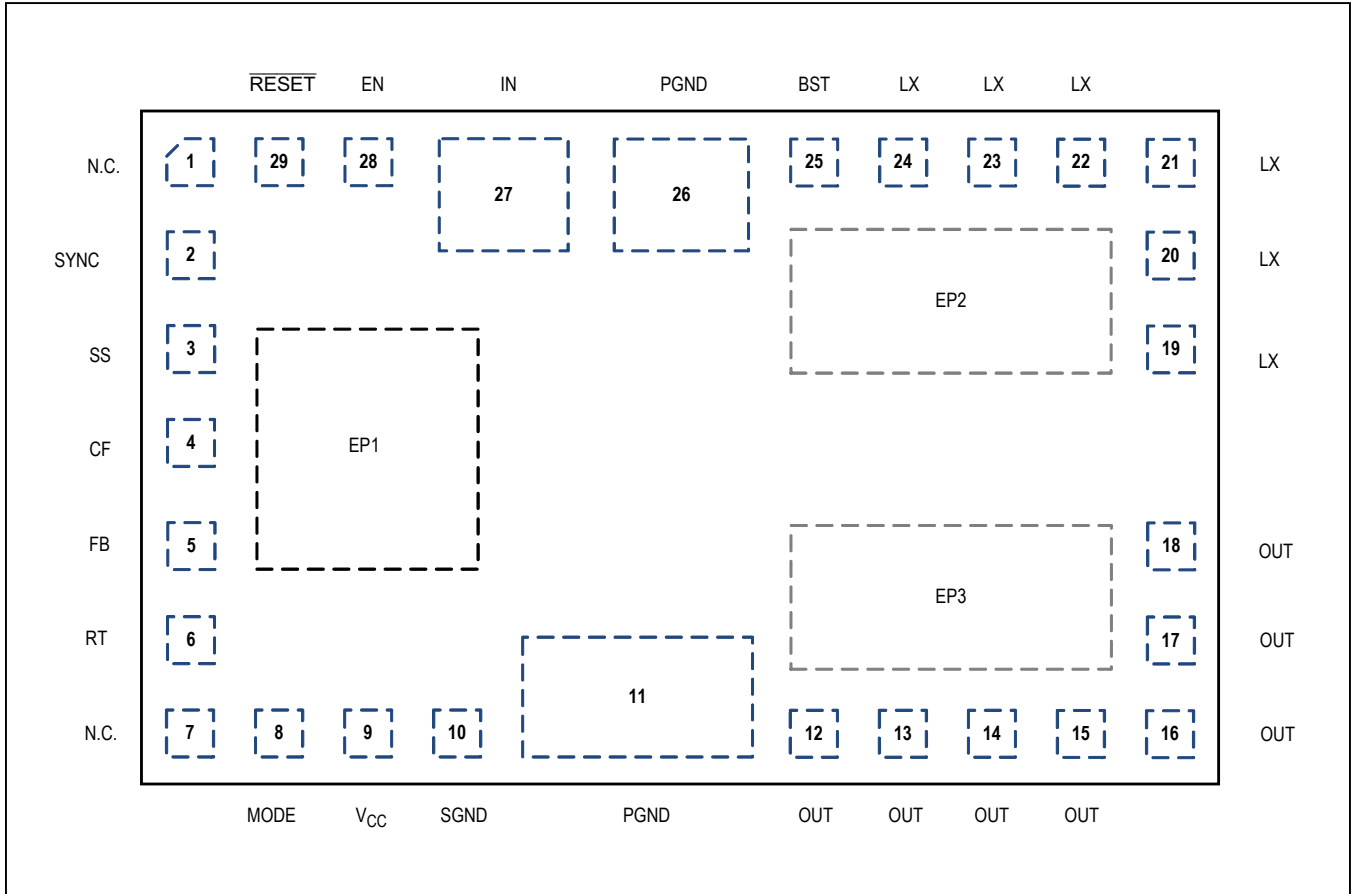 RESET EN IN PGND BST LX LX LX
N.C. 1 29 28 27 26 25 24 23 22 21 LX
SYNC 2 20 LX
EP2
SS 3 19 LX
CF 4 EP1
FB 5 18 OUT
EP3
RT 6 17 OUT
11
N.C. 7 8 9 10 12 13 14 15 16 OUT
MODE VCC SGND PGND OUT OUT OUT OUT